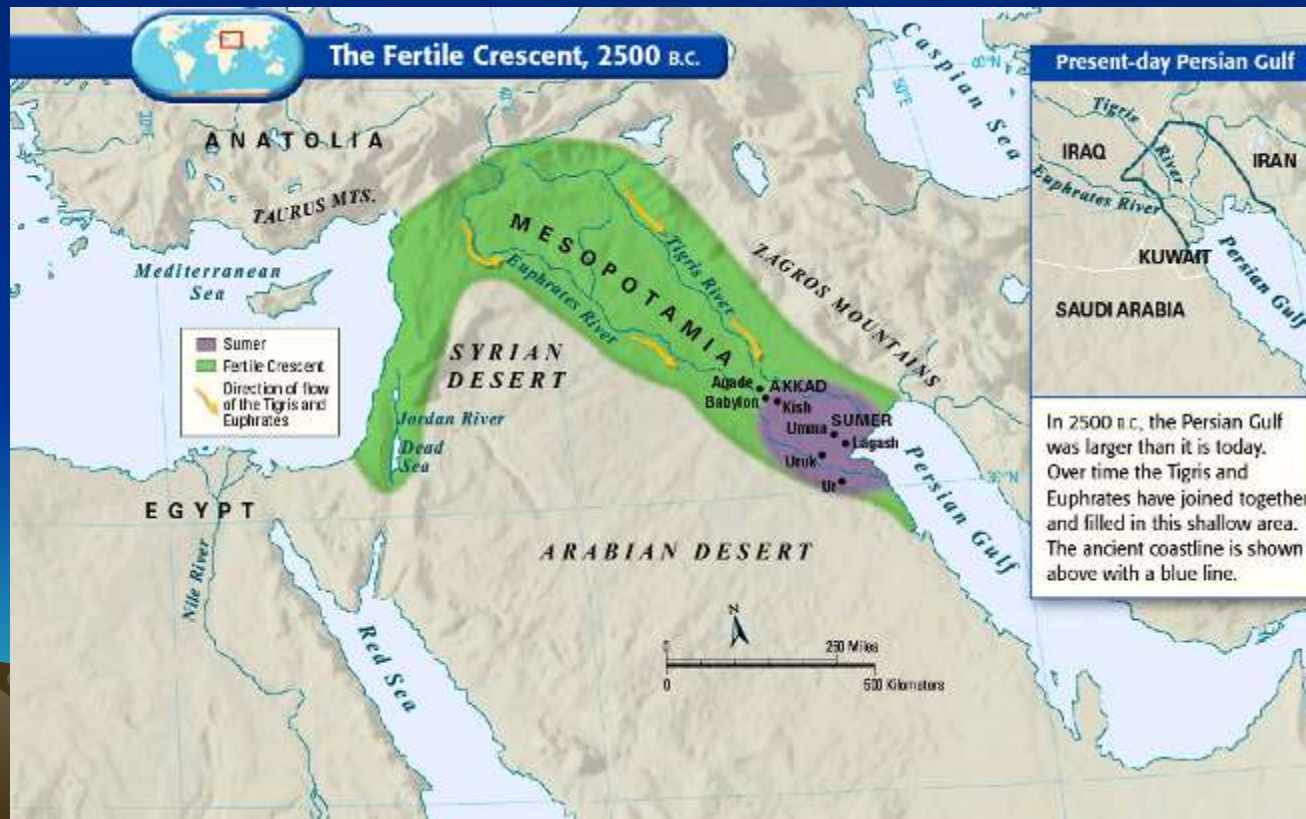 The Fertile Crescent, 2500 B.C.
ANATOLIA
TAURUS MTS.
Mediterranean
Sea
Caspian Sea
40°N
50°E
40°E
30°E
MESOPOTAMIA
Tigris River
Euphrates River
ZAGROS MOUNTAINS
Sumer
Fertile Crescent
Direction of flow
of the Tigris and
Euphrates
SYRIAN
DESERT
Jordan River
Dead
Sea
Agade
AKKAD
Babylon
Kish
Umma
SUMER
Lagash
Uruk
Ur
Persian Gulf
30°N
EGYPT
Nile River
Red Sea
ARABIAN DESERT
N
0
250 Miles
0
500 Kilometers
Present-day Persian Gulf
Tigris River
IRAQ
IRAN
Euphrates River
KUWAIT
Persian Gulf
SAUDI ARABIA
In 2500 B.C., the Persian Gulf
was larger than it is today.
Over time the Tigris and
Euphrates have joined together
and filled in this shallow area.
The ancient coastline is shown
above with a blue line.